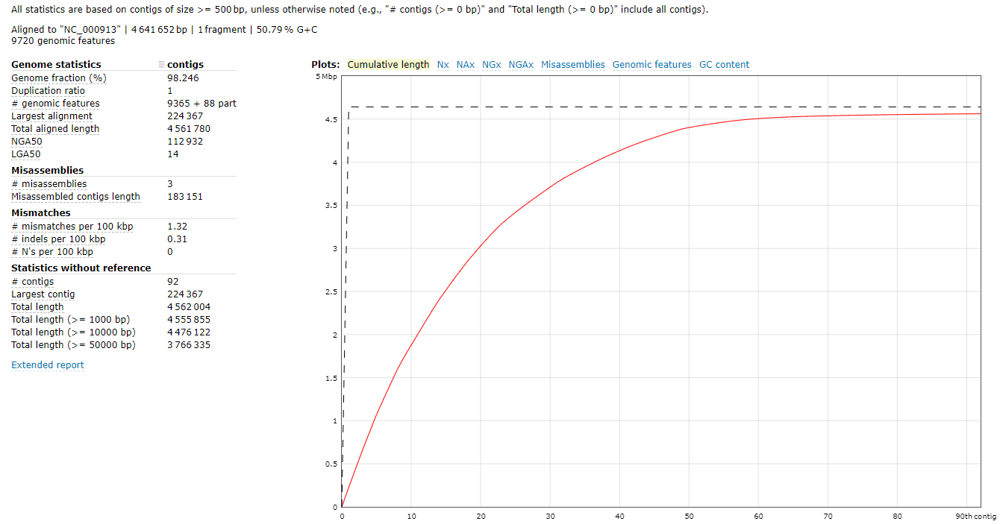 All statistics are based on contigs of size >= 500 bp, unless otherwise noted (e.g., "# contigs (>= 0 bp)" and "Total length (>= 0 bp)" include all contigs).
Aligned to "NC_000913" | 4 641 652 bp | 1 fragment | 50.79 % G+C
9720 genomic features
Genome statistics contigs
Genome fraction (%) 98.246
Duplication ratio 1
# genomic features 9365 + 88 part
Largest alignment 224 367
Total aligned length 4 561 780
NGA50 112 932
LGA50 14
Misassemblies
# misassemblies 3
Misassembled contigs length 183 151
Mismatches
# mismatches per 100 kbp 1.32
# indels per 100 kbp 0.31
# N's per 100 kbp 0
Statistics without reference
# contigs 92
Largest contig 224 367
Total length 4 562 004
Total length (>= 1000 bp) 4 555 855
Total length (>= 10000 bp) 4 476 122
Total length (>= 50000 bp) 3 766 335
Extended report
Plots: Cumulative length Nx NAx NGx NGAx Misassemblies Genomic features GC content
5 Mbp
4.5
4
3.5
3
2.5
2
1.5
1
0.5
0
0 10 20 30 40 50 60 70 80 90th contig